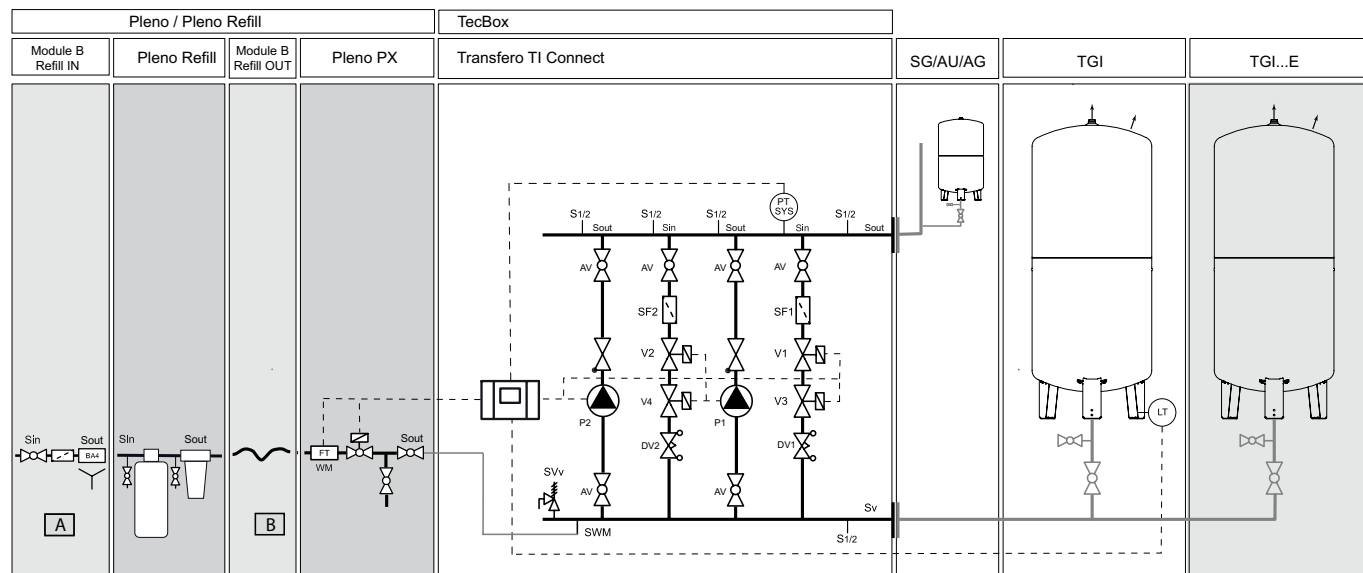 Pleno / Pleno Refill
TecBox
Module B
Refill IN
Pleno Refill
Module B
Refill OUT
Pleno PX
Transfero TI Connect
SG/AU/AG
TGI
TGI...E
PT
SYS
S1/2
S1/2
S1/2
S1/2
Sout
Sin
Sout
Sin
Sout
AV
AV
AV
AV
SF2
SF1
V2
V1
V4
V3
P2
P1
LT
Sin
Sout
SIn
Sout
Sout
BA4
FT
WM
DV2
DV1
SVv
AV
AV
Sv
A
B
SWM
S1/2